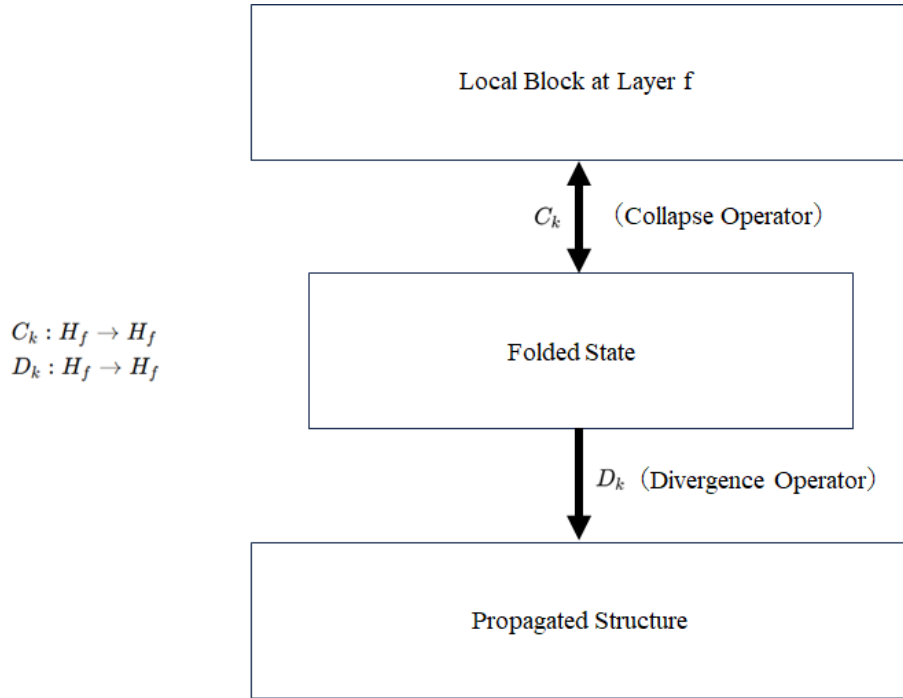 Local Block at Layer f
C_k （Collapse Operator）
Folded State
C_k : H_f → H_f
D_k : H_f → H_f
D_k （Divergence Operator）
Propagated Structure